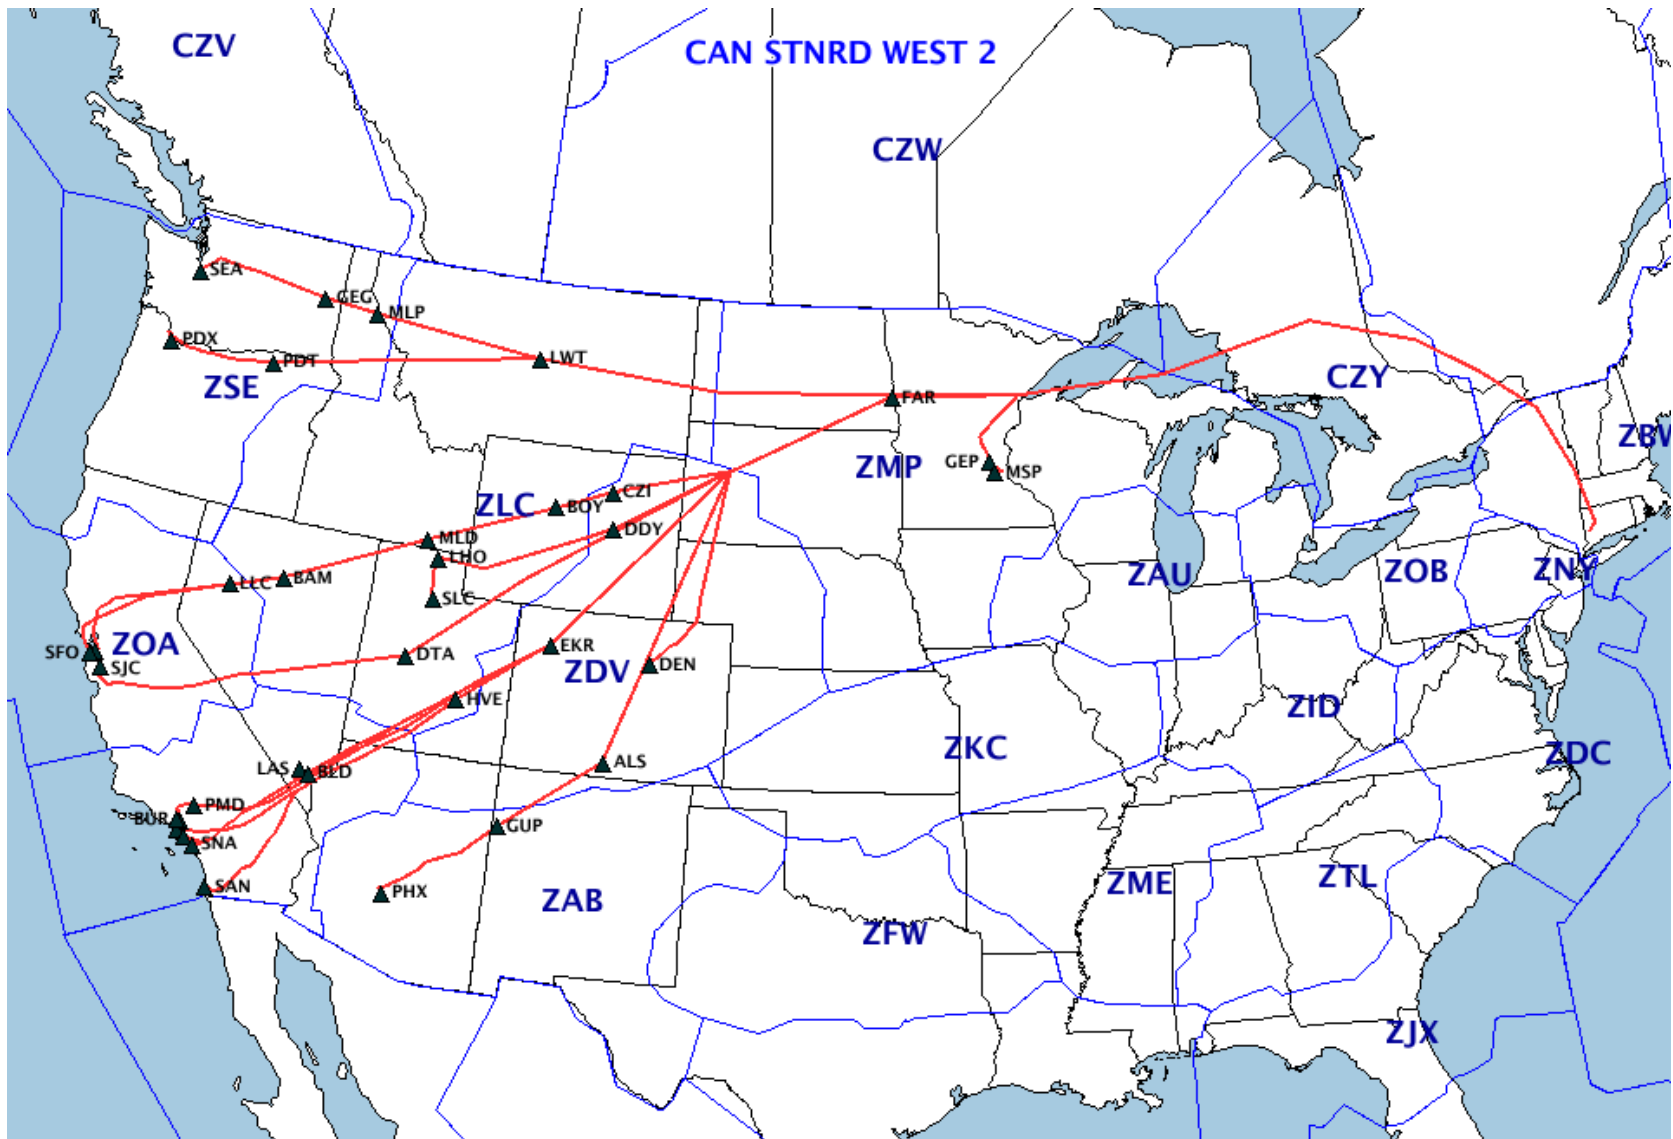 CZV
CAN STNRD WEST 2
CZW
SEA
GEG
MLP
PDX
PDT
LWT
ZSE
CZY
FAR
ZBW
GEP
MSP
ZMP
CZI
ZLC
BOY
DDY
MLD
LHO
LLC
BAM
SLC
ZAU
ZOB
ZNY
SFO
ZOA
SJC
DTA
EKR
ZDV
DEN
HVE
ZID
ZKC
ZDC
LAS
BLD
ALS
PMD
BUR
SNA
GUP
SAN
PHX
ZAB
ZME
ZTL
ZFW
ZJX